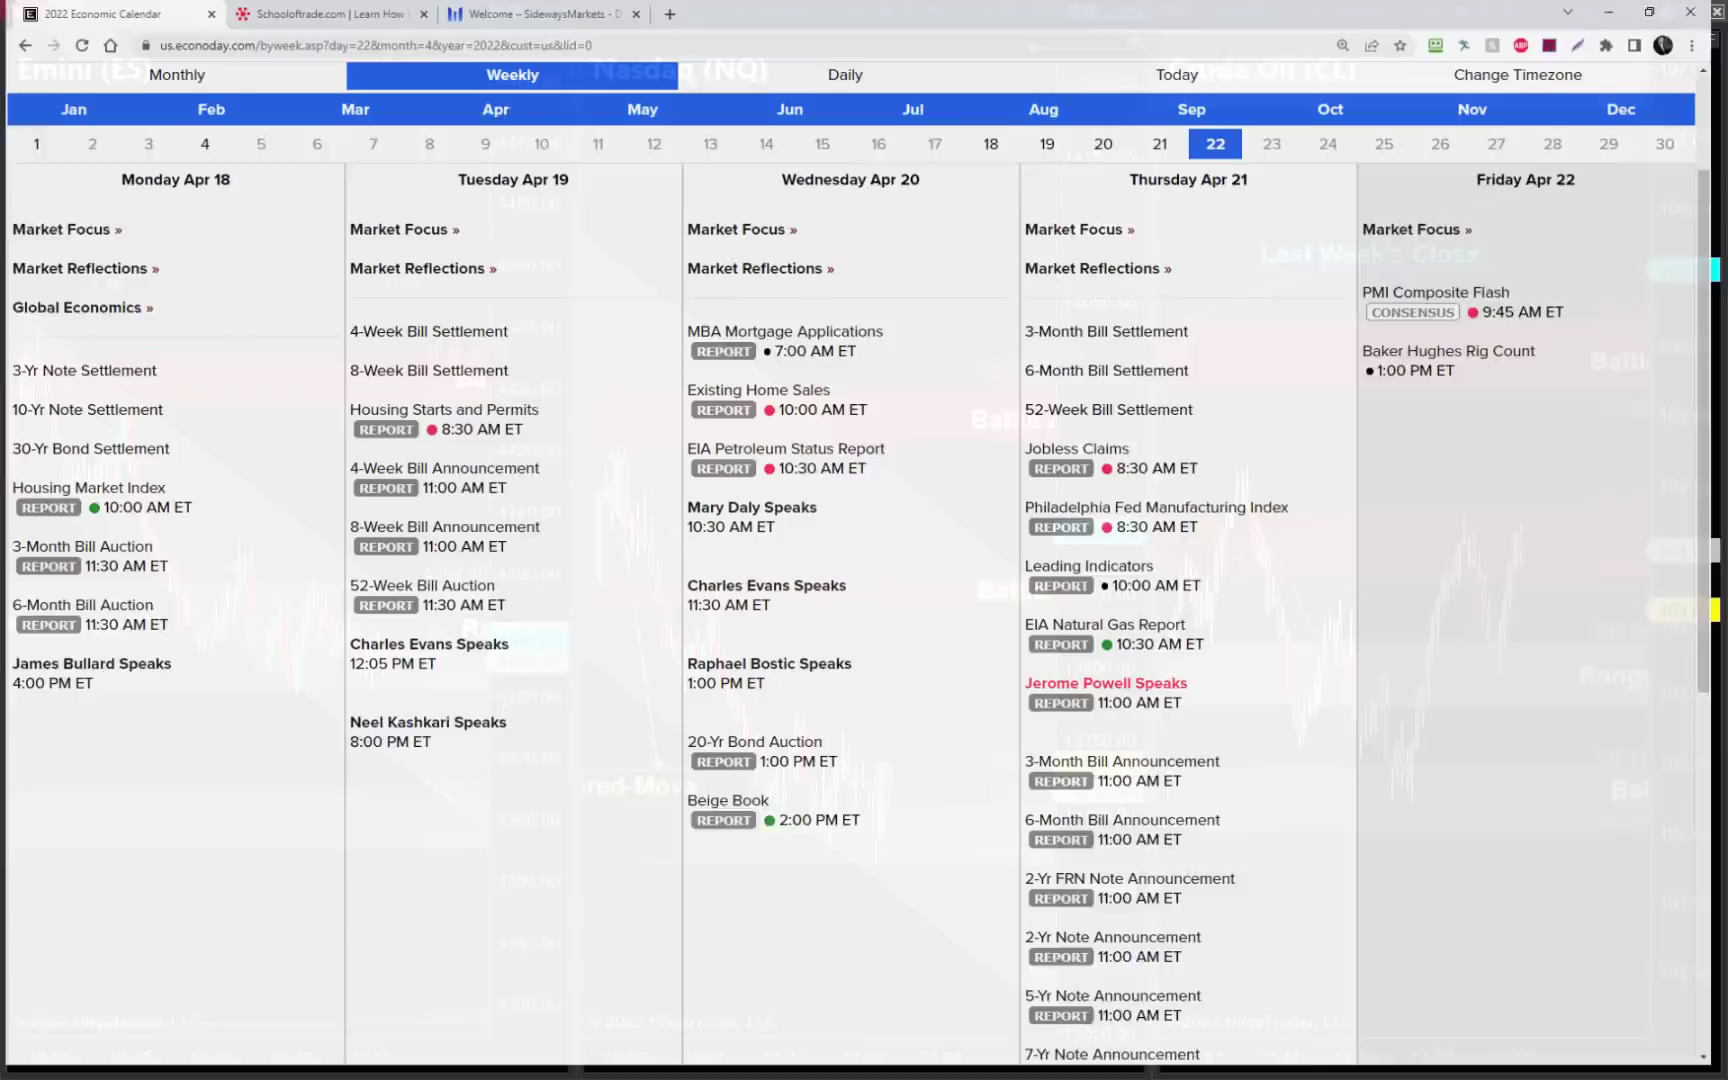 2022 Economic Calendar
Schooloftrade.com | Learn How
Welcome – SidewaysMarkets - D
us.econoday.com/byweek.asp?day=22&month=4&year=2022&cust=us&lid=0
Emini (ES)
Nasdaq (NQ)
Crude Oil (CL)
Monthly
Weekly
Daily
Today
Change Timezone
Jan Feb Mar Apr May Jun Jul Aug Sep Oct Nov Dec
1 2 3 4 5 6 7 8 9 10 11 12 13 14 15 16 17 18 19 20 21 22 23 24 25 26 27 28 29 30
Monday Apr 18
Market Focus »
Market Reflections »
Global Economics »
3-Yr Note Settlement
10-Yr Note Settlement
30-Yr Bond Settlement
Housing Market Index
REPORT 10:00 AM ET
3-Month Bill Auction
REPORT 11:30 AM ET
6-Month Bill Auction
REPORT 11:30 AM ET
James Bullard Speaks
4:00 PM ET
Tuesday Apr 19
Market Focus »
Market Reflections »
4-Week Bill Settlement
8-Week Bill Settlement
Housing Starts and Permits
REPORT 8:30 AM ET
4-Week Bill Announcement
REPORT 11:00 AM ET
8-Week Bill Announcement
REPORT 11:00 AM ET
52-Week Bill Auction
REPORT 11:30 AM ET
Charles Evans Speaks
12:05 PM ET
Neel Kashkari Speaks
8:00 PM ET
Wednesday Apr 20
Market Focus »
Market Reflections »
MBA Mortgage Applications
REPORT 7:00 AM ET
Existing Home Sales
REPORT 10:00 AM ET
EIA Petroleum Status Report
REPORT 10:30 AM ET
Mary Daly Speaks
10:30 AM ET
Charles Evans Speaks
11:30 AM ET
Raphael Bostic Speaks
1:00 PM ET
20-Yr Bond Auction
REPORT 1:00 PM ET
Beige Book
REPORT 2:00 PM ET
Thursday Apr 21
Market Focus »
Market Reflections »
3-Month Bill Settlement
6-Month Bill Settlement
52-Week Bill Settlement
Jobless Claims
REPORT 8:30 AM ET
Philadelphia Fed Manufacturing Index
REPORT 8:30 AM ET
Leading Indicators
REPORT 10:00 AM ET
EIA Natural Gas Report
REPORT 10:30 AM ET
Jerome Powell Speaks
REPORT 11:00 AM ET
3-Month Bill Announcement
REPORT 11:00 AM ET
6-Month Bill Announcement
REPORT 11:00 AM ET
2-Yr FRN Note Announcement
REPORT 11:00 AM ET
2-Yr Note Announcement
REPORT 11:00 AM ET
5-Yr Note Announcement
REPORT 11:00 AM ET
7-Yr Note Announcement
Friday Apr 22
Market Focus »
PMI Composite Flash
CONSENSUS 9:45 AM ET
Baker Hughes Rig Count
1:00 PM ET
Last Week's Close